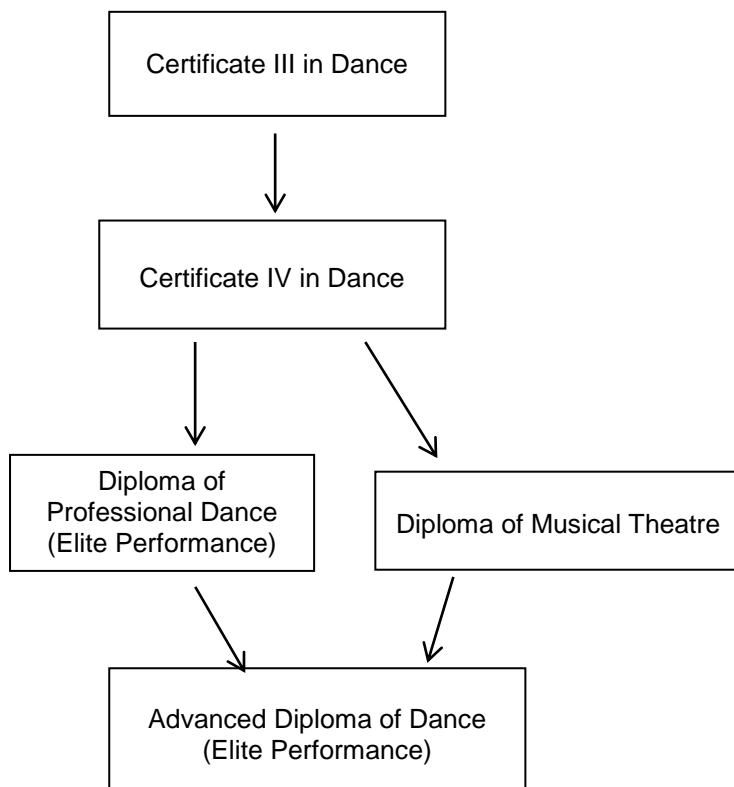 Certificate III in Dance
Certificate IV in Dance
Diploma of
Professional Dance
(Elite Performance)
Diploma of Musical Theatre
Advanced Diploma of Dance
(Elite Performance)